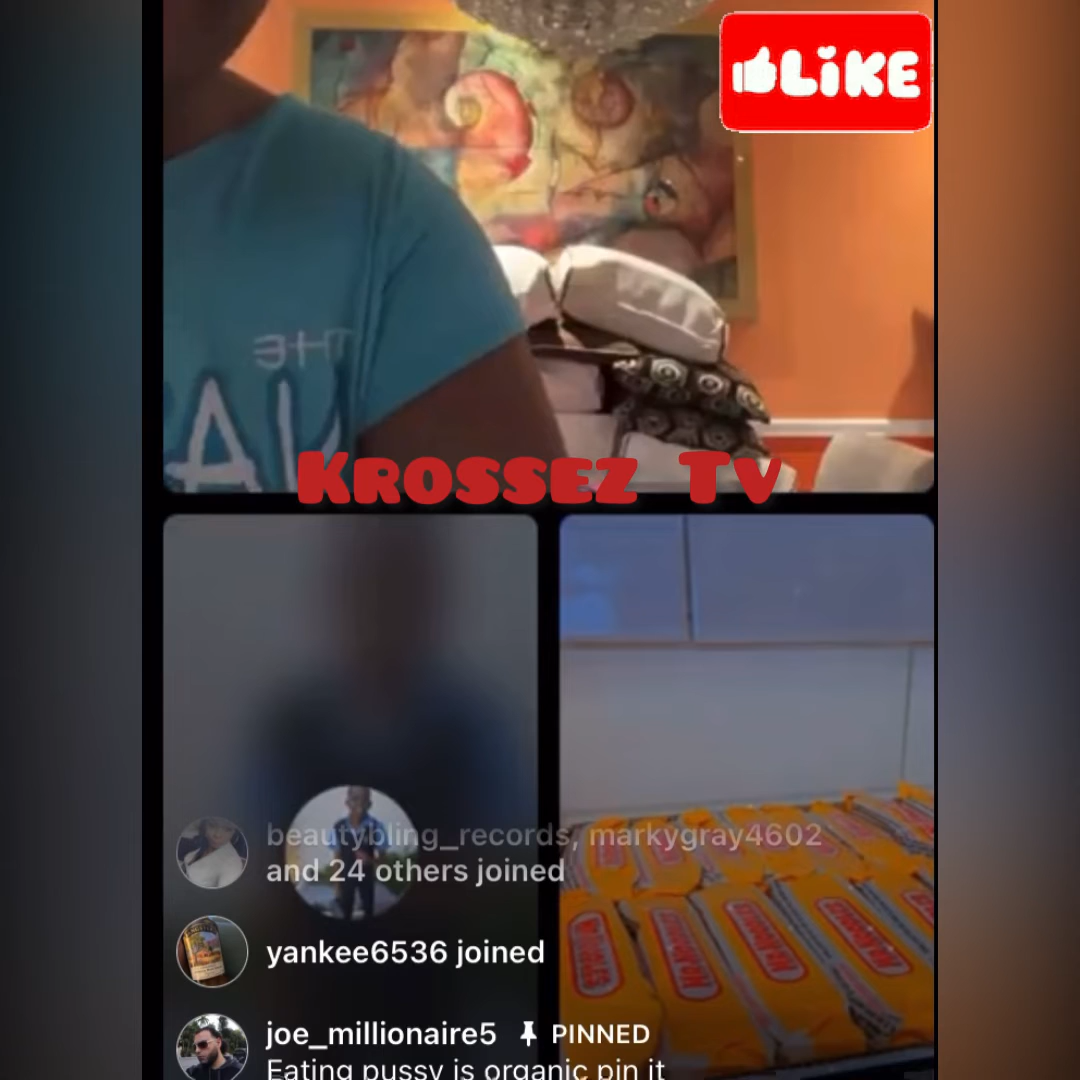 LiKE
THE
KROSSEZ TV
beautybling_records, markygray4602
and 24 others joined
yankee6536 joined
joe_millionaire5 PINNED
Eating pussy is organic pin it